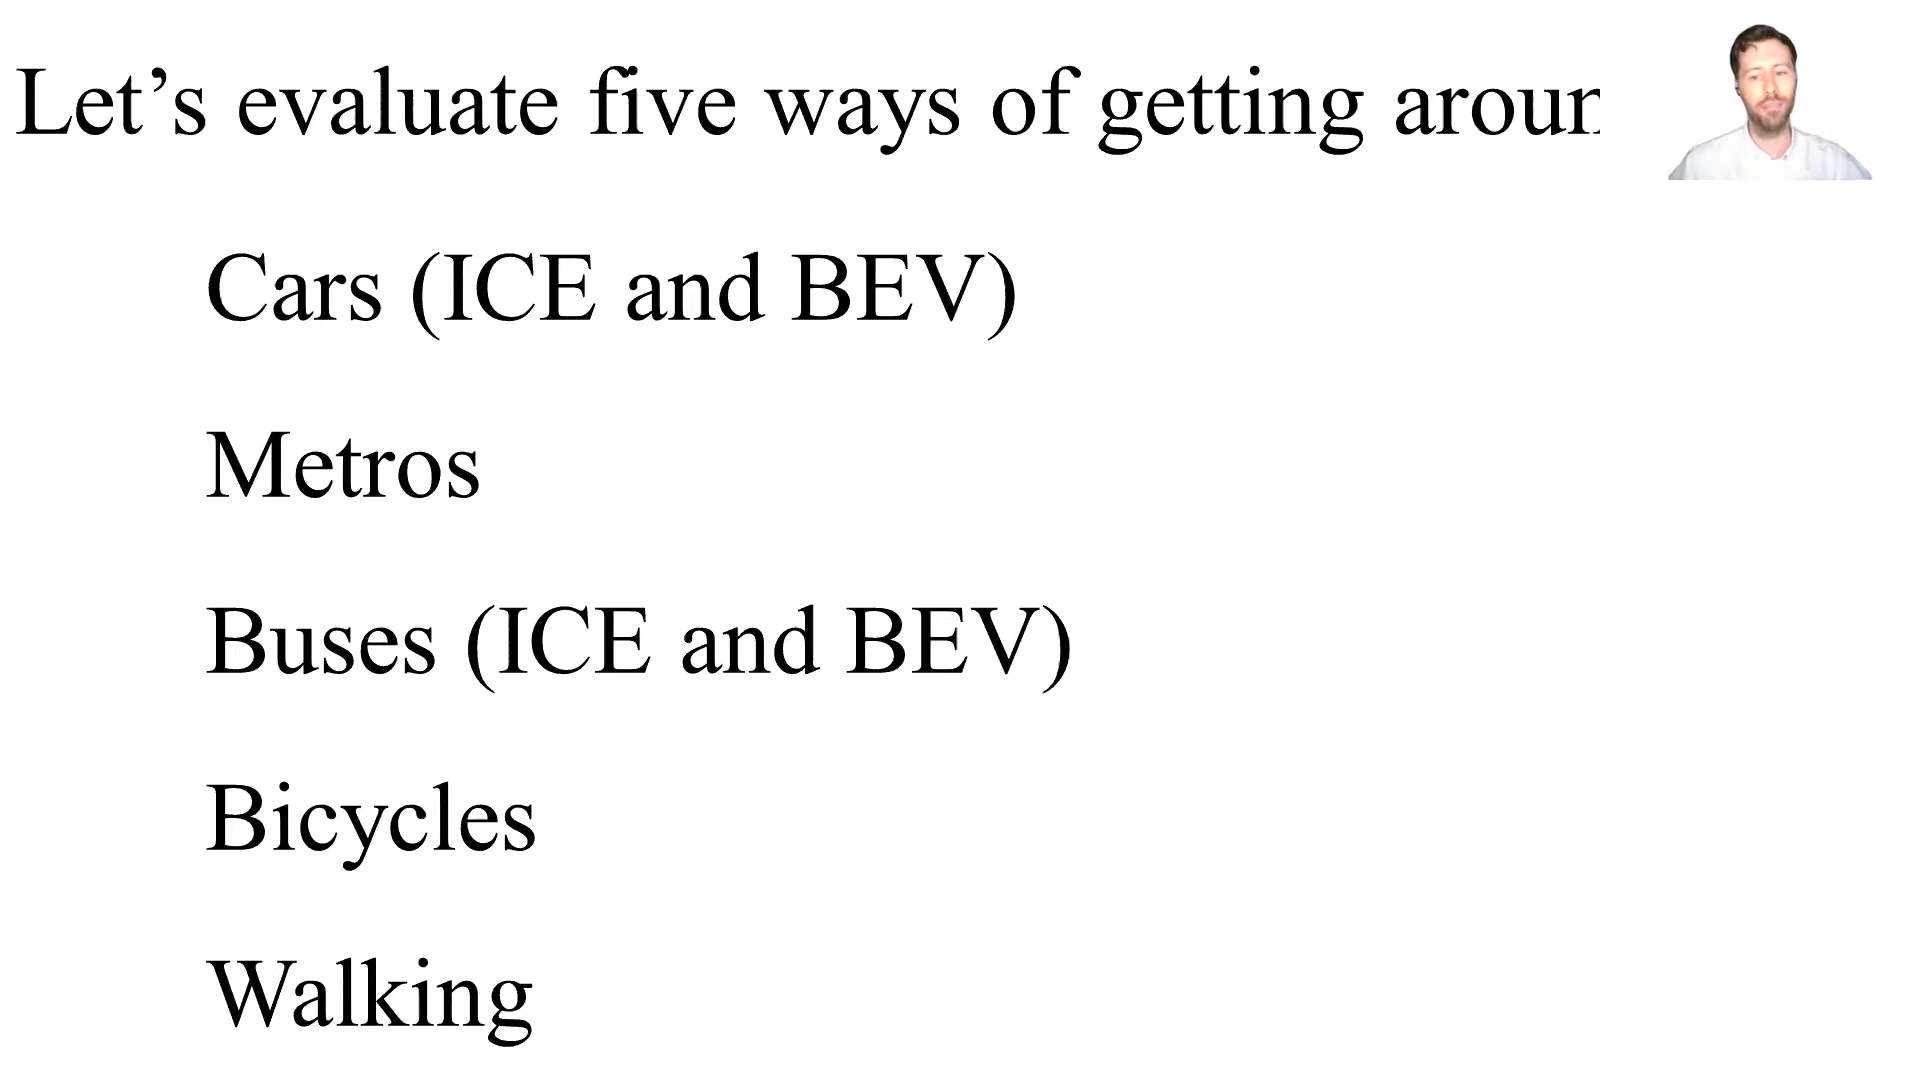 Let’s evaluate five ways of getting aroun
Cars (ICE and BEV)
Metros
Buses (ICE and BEV)
Bicycles
Walking